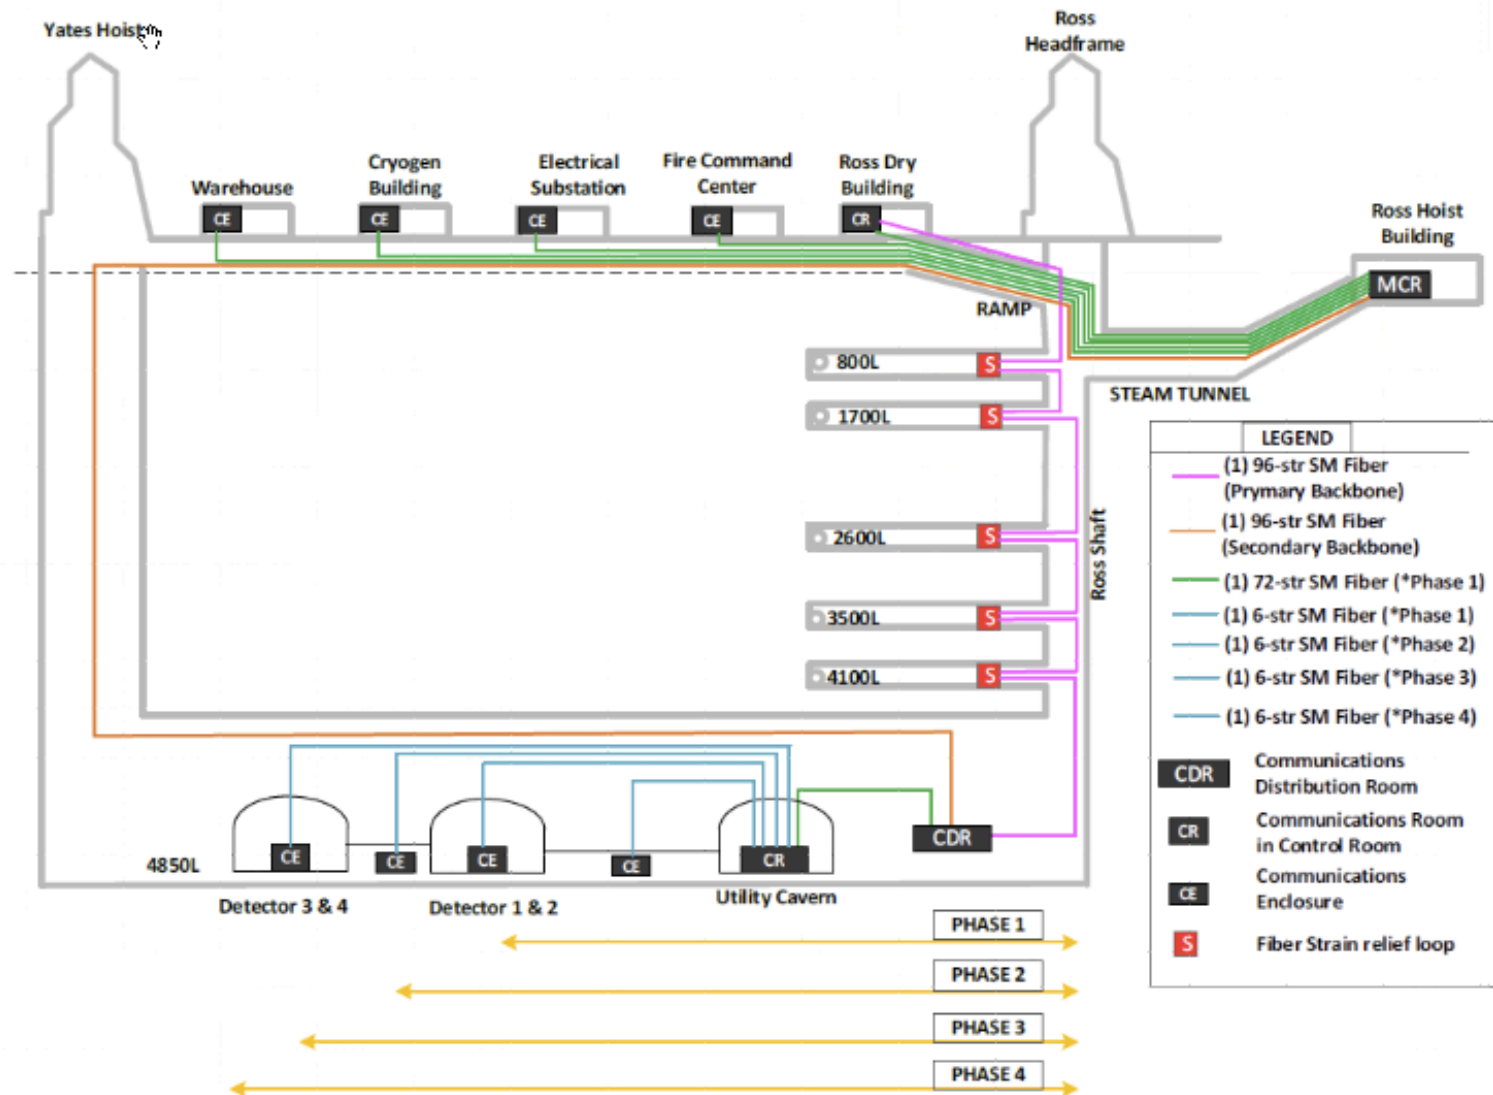 Yates Hoist
Ross
Headframe
Warehouse
Cryogen
Building
Electrical
Substation
Fire Command
Center
Ross Dry
Building
Ross Hoist
Building
CE
CE
CE
CE
CR
MCR
RAMP
STEAM TUNNEL
800L
S
1700L
S
2600L
S
3500L
S
4100L
S
Ross Shaft
LEGEND
(1) 96-str SM Fiber
(Prymary Backbone)
(1) 96-str SM Fiber
(Secondary Backbone)
(1) 72-str SM Fiber (*Phase 1)
(1) 6-str SM Fiber (*Phase 1)
(1) 6-str SM Fiber (*Phase 2)
(1) 6-str SM Fiber (*Phase 3)
(1) 6-str SM Fiber (*Phase 4)
CDR
Communications
Distribution Room
CR
Communications Room
in Control Room
CE
Communications
Enclosure
S
Fiber Strain relief loop
4850L
CE
CE
CE
CE
CR
CDR
Detector 3 & 4
Detector 1 & 2
Utility Cavern
PHASE 1
PHASE 2
PHASE 3
PHASE 4